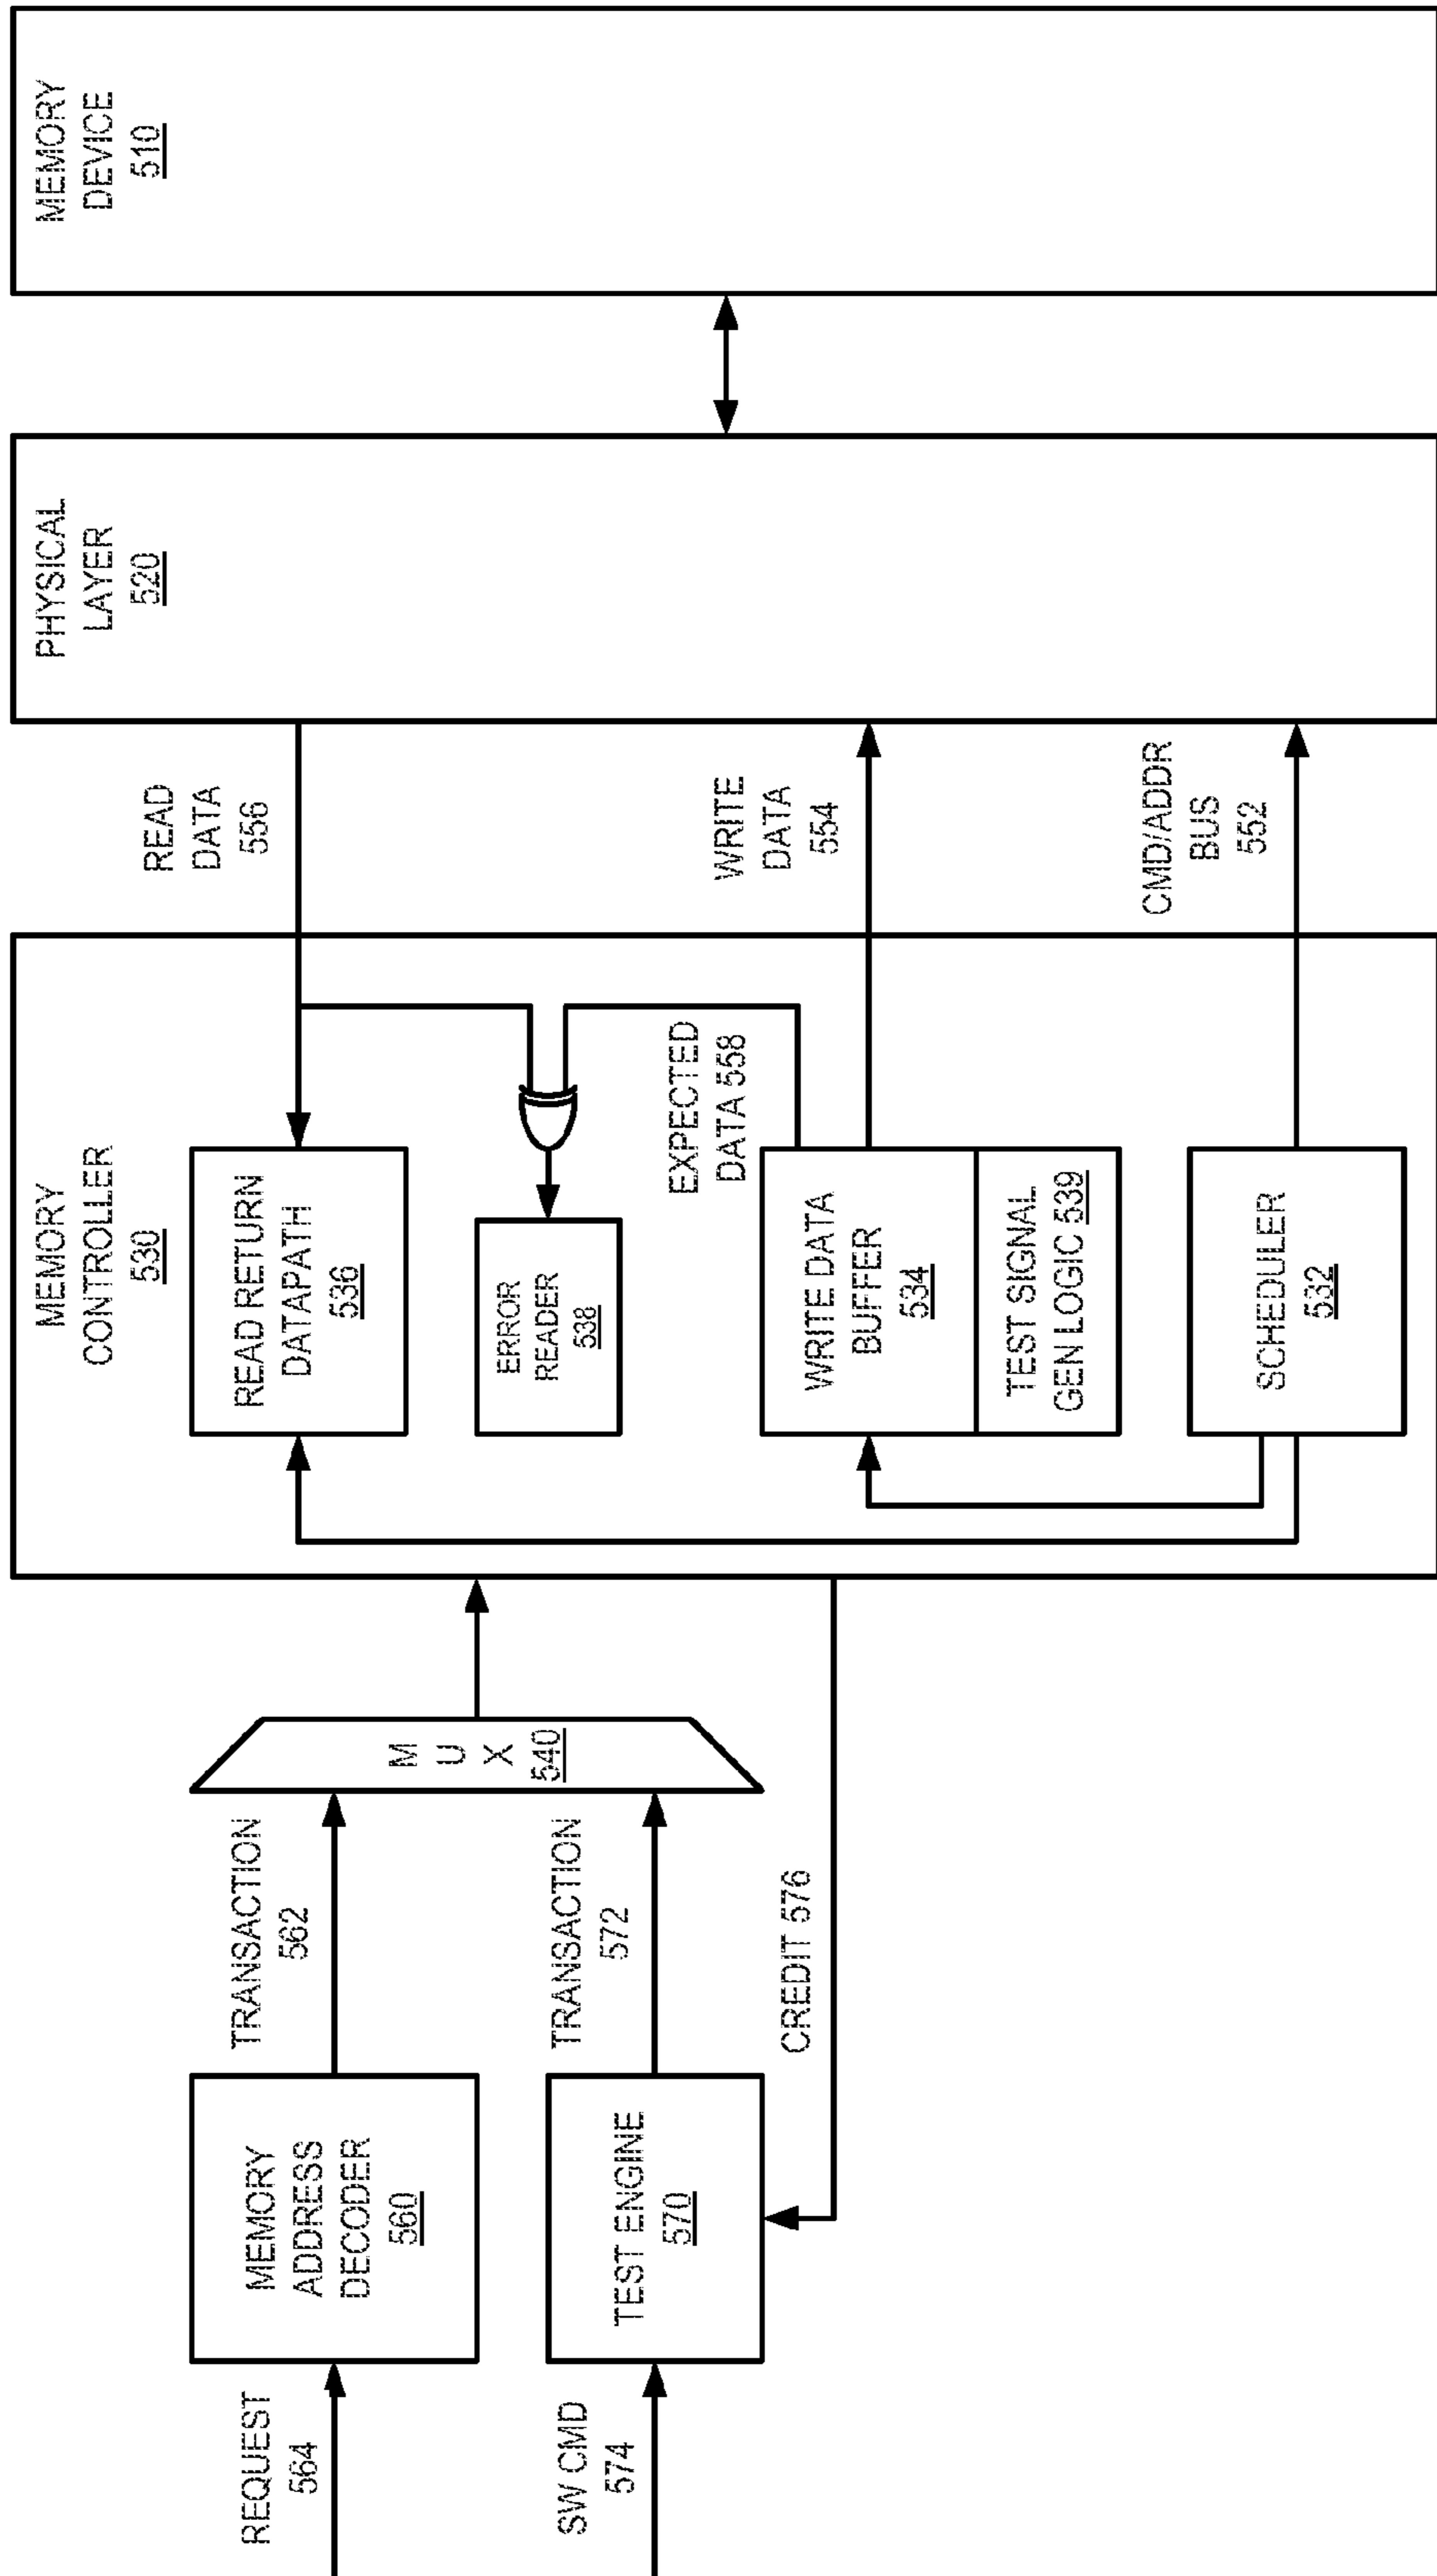 REQUEST
564
SW CMD
574
MEMORY
ADDRESS
DECODER
560
TEST ENGINE
570
TRANSACTION
562
TRANSACTION
572
CREDIT 576
M
U
X
540
MEMORY
CONTROLLER
530
READ RETURN
DATAPATH
536
ERROR
READER
538
EXPECTED
DATA 558
WRITE DATA
BUFFER
534
TEST SIGNAL
GEN LOGIC 539
SCHEDULER
532
READ
DATA
556
WRITE
DATA
554
CMD/ADDR
BUS
552
PHYSICAL
LAYER
520
MEMORY
DEVICE
510